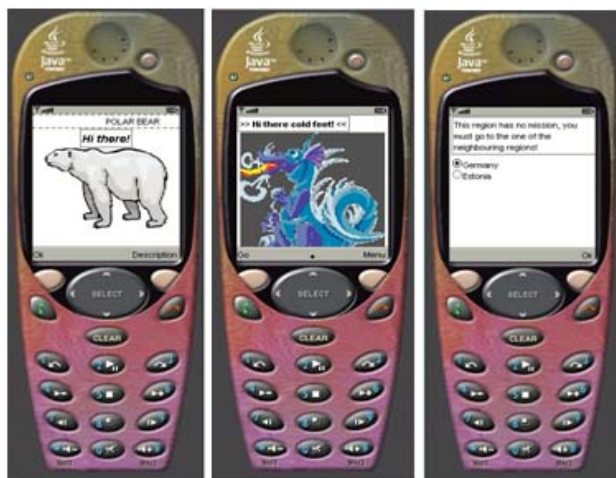 Java
POLAR BEAR
Hi there!
Ok
Description
SELECT
CLEAR
Java
>> Hi there cold feet! <<
Go
Menu
SELECT
CLEAR
Java
This region has no mission, you
must go to the one of the
neighbouring regions!
Germany
Estonia
Ok
SELECT
CLEAR